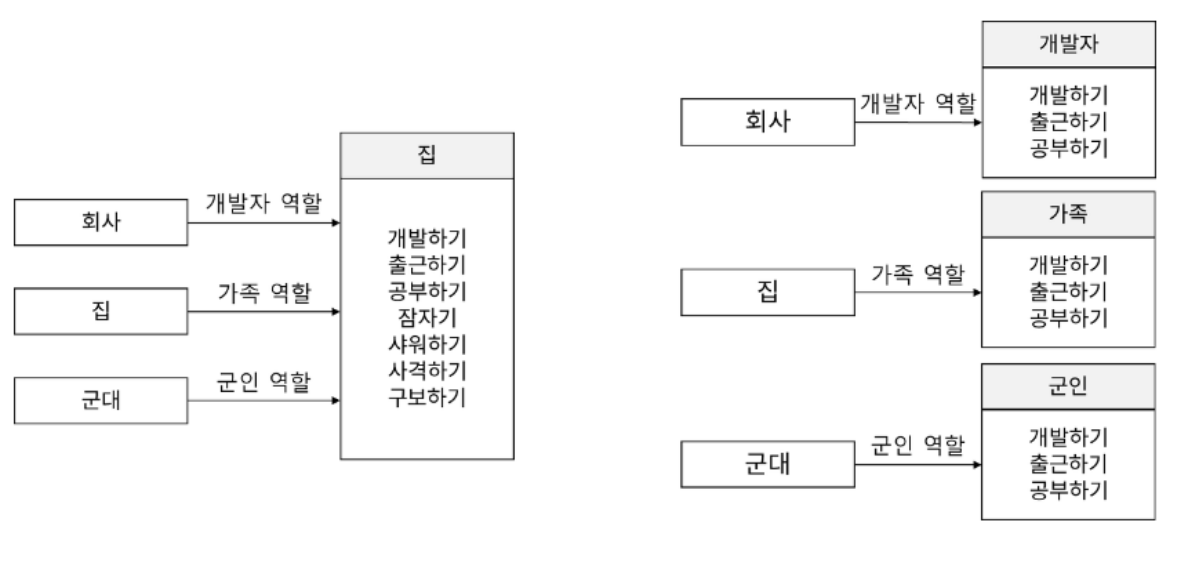 집
회사
개발자 역할
집
가족 역할
군대
군인 역할
개발하기
출근하기
공부하기
잠자기
샤워하기
사격하기
구보하기
회사
개발자 역할
개발자
개발하기
출근하기
공부하기
집
가족 역할
가족
개발하기
출근하기
공부하기
군대
군인 역할
군인
개발하기
출근하기
공부하기